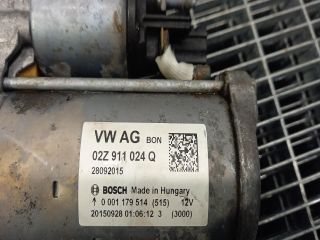 VW AG BON
02Z 911 024 Q
28092015
BOSCH Made in Hungary
↑ 0 001 179 514 (515) 12V
20150928 01:06:12 3 (3000)